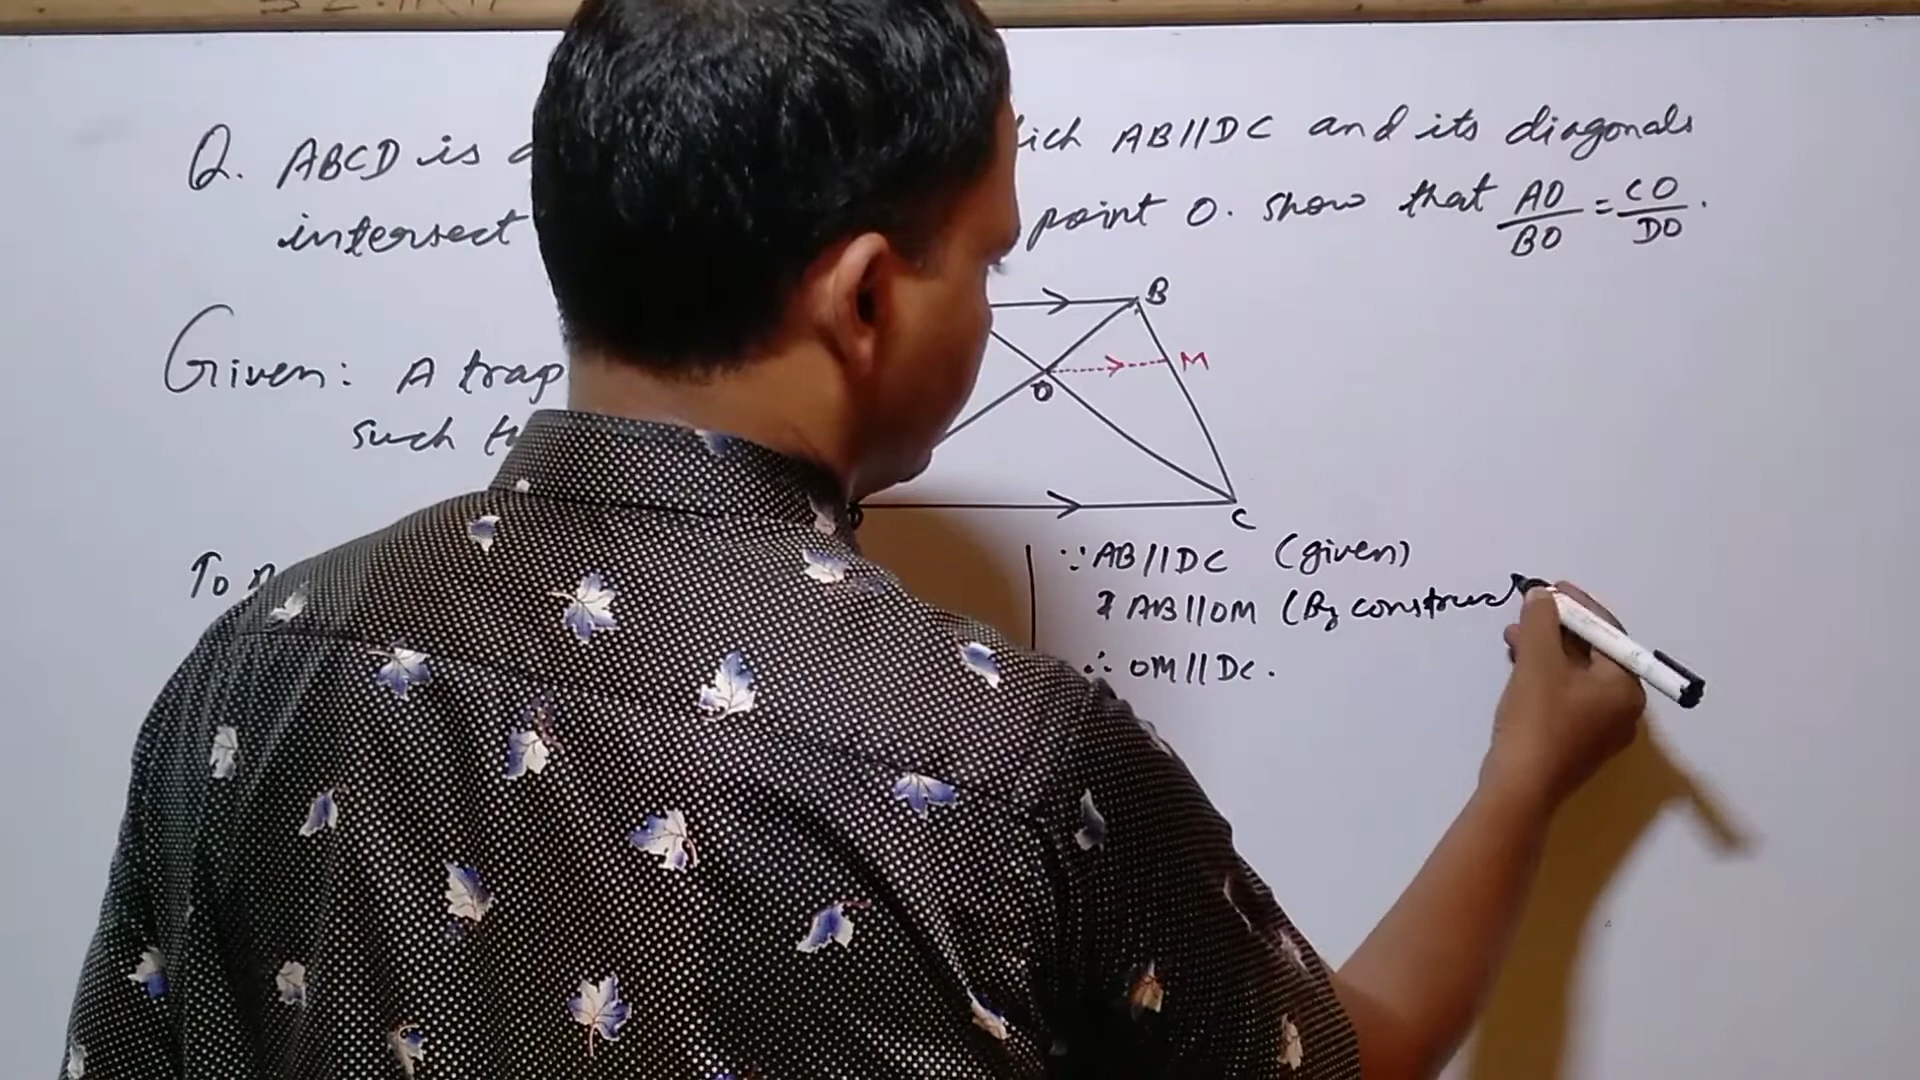 Q. ABCD is a ich AB//DC and its diagonals
intersect point O. show that AO/BO = CO/DO.
B
M
O
Given: A trap
such th
C
∵ AB//DC (given)
To
& AB//OM (By construct
∴ OM//DC.